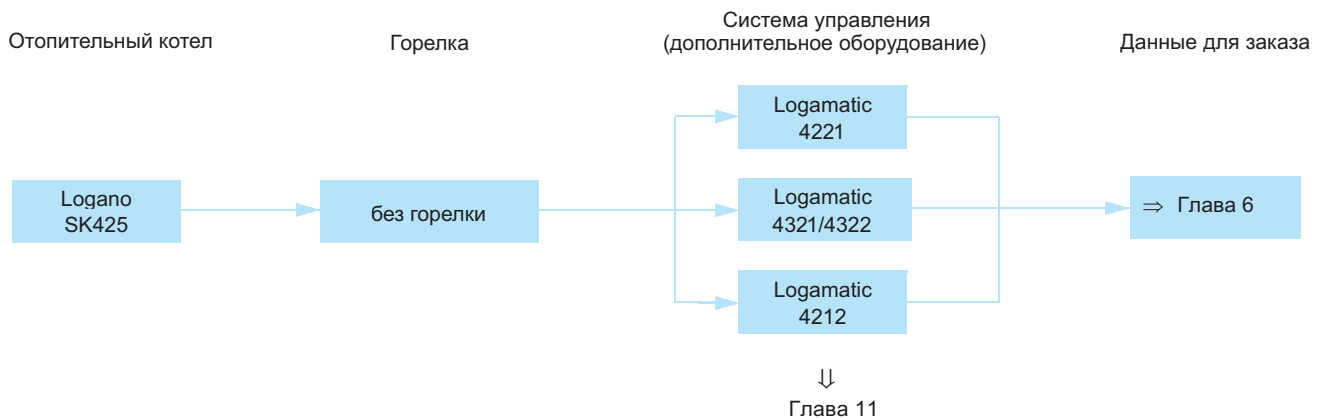 Отопительный котел
Горелка
Система управления
(дополнительное оборудование)
Данные для заказа
Logano
SK425
без горелки
Logamatic
4221
Logamatic
4321/4322
Logamatic
4212
⇒ Глава 6
⇓
Глава 11